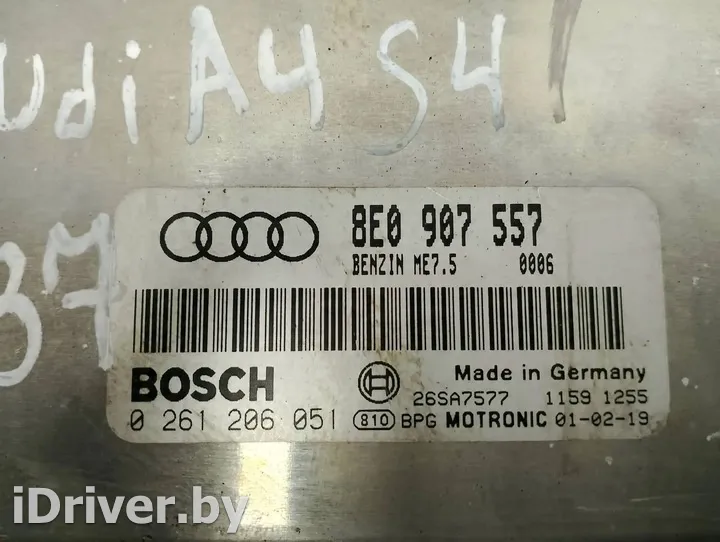 udi A4 S4
37
8E0 907 557
BENZIN ME7.5 0006
BOSCH
Made in Germany
26SA7577 1159 1255
0 261 206 051 810 BPG MOTRONIC 01-02-19
iDriver.by